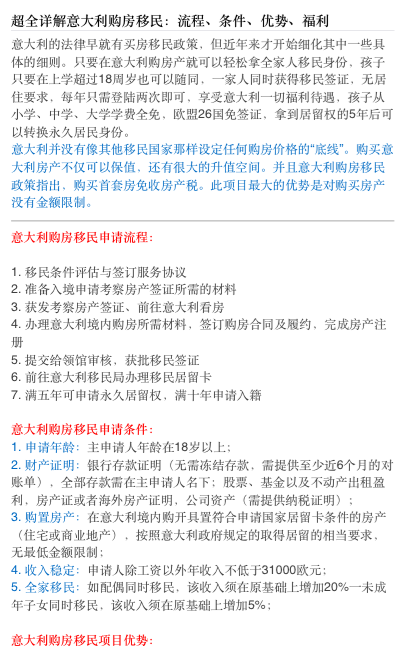 超全详解意大利购房移民：流程、条件、优势、福利
意大利的法律早就有买房移民政策，但近年来才开始细化其中一些具
体的细则。只要在意大利购房产就可以轻松拿全家人移民身份，孩子
只要在上学超过18周岁也可以随同，一家人同时获得移民签证，无居
住要求，每年只需登陆两次即可，享受意大利一切福利待遇，孩子从
小学、中学、大学学费全免，欧盟26国免签证，拿到居留权的5年后可
以转换永久居民身份。
意大利并没有像其他移民国家那样设定任何购房价格的“底线”。购买意
大利房产不仅可以保值，还有很大的升值空间。并且意大利购房移民
政策指出，购买首套房免收房产税。此项目最大的优势是对购买房产
没有金额限制。
意大利购房移民申请流程：
1. 移民条件评估与签订服务协议
2. 准备入境申请考察房产签证所需的材料
3. 获发考察房产签证、前往意大利看房
4. 办理意大利境内购房所需材料，签订购房合同及履约，完成房产注
册
5. 提交给领馆审核，获批移民签证
6. 前往意大利移民局办理移民居留卡
7. 满五年可申请永久居留权，满十年申请入籍
意大利购房移民申请条件：
1. 申请年龄：主申请人年龄在18岁以上；
2. 财产证明：银行存款证明（无需冻结存款，需提供至少近6个月的对
账单），全部存款需在主申请人名下；股票、基金以及不动产出租盈
利，房产证或者海外房产证明，公司资产（需提供纳税证明）；
3. 购置房产：在意大利境内购开具置符合申请国家居留卡条件的房产
（住宅或商业地产），按照意大利政府规定的取得居留的相当要求，
无最低金额限制；
4. 收入稳定：申请人除工资以外年收入不低于31000欧元；
5. 全家移民：如配偶同时移民，该收入须在原基础上增加20%一未成
年子女同时移民，该收入须在原基础上增加5%；
意大利购房移民项目优势：